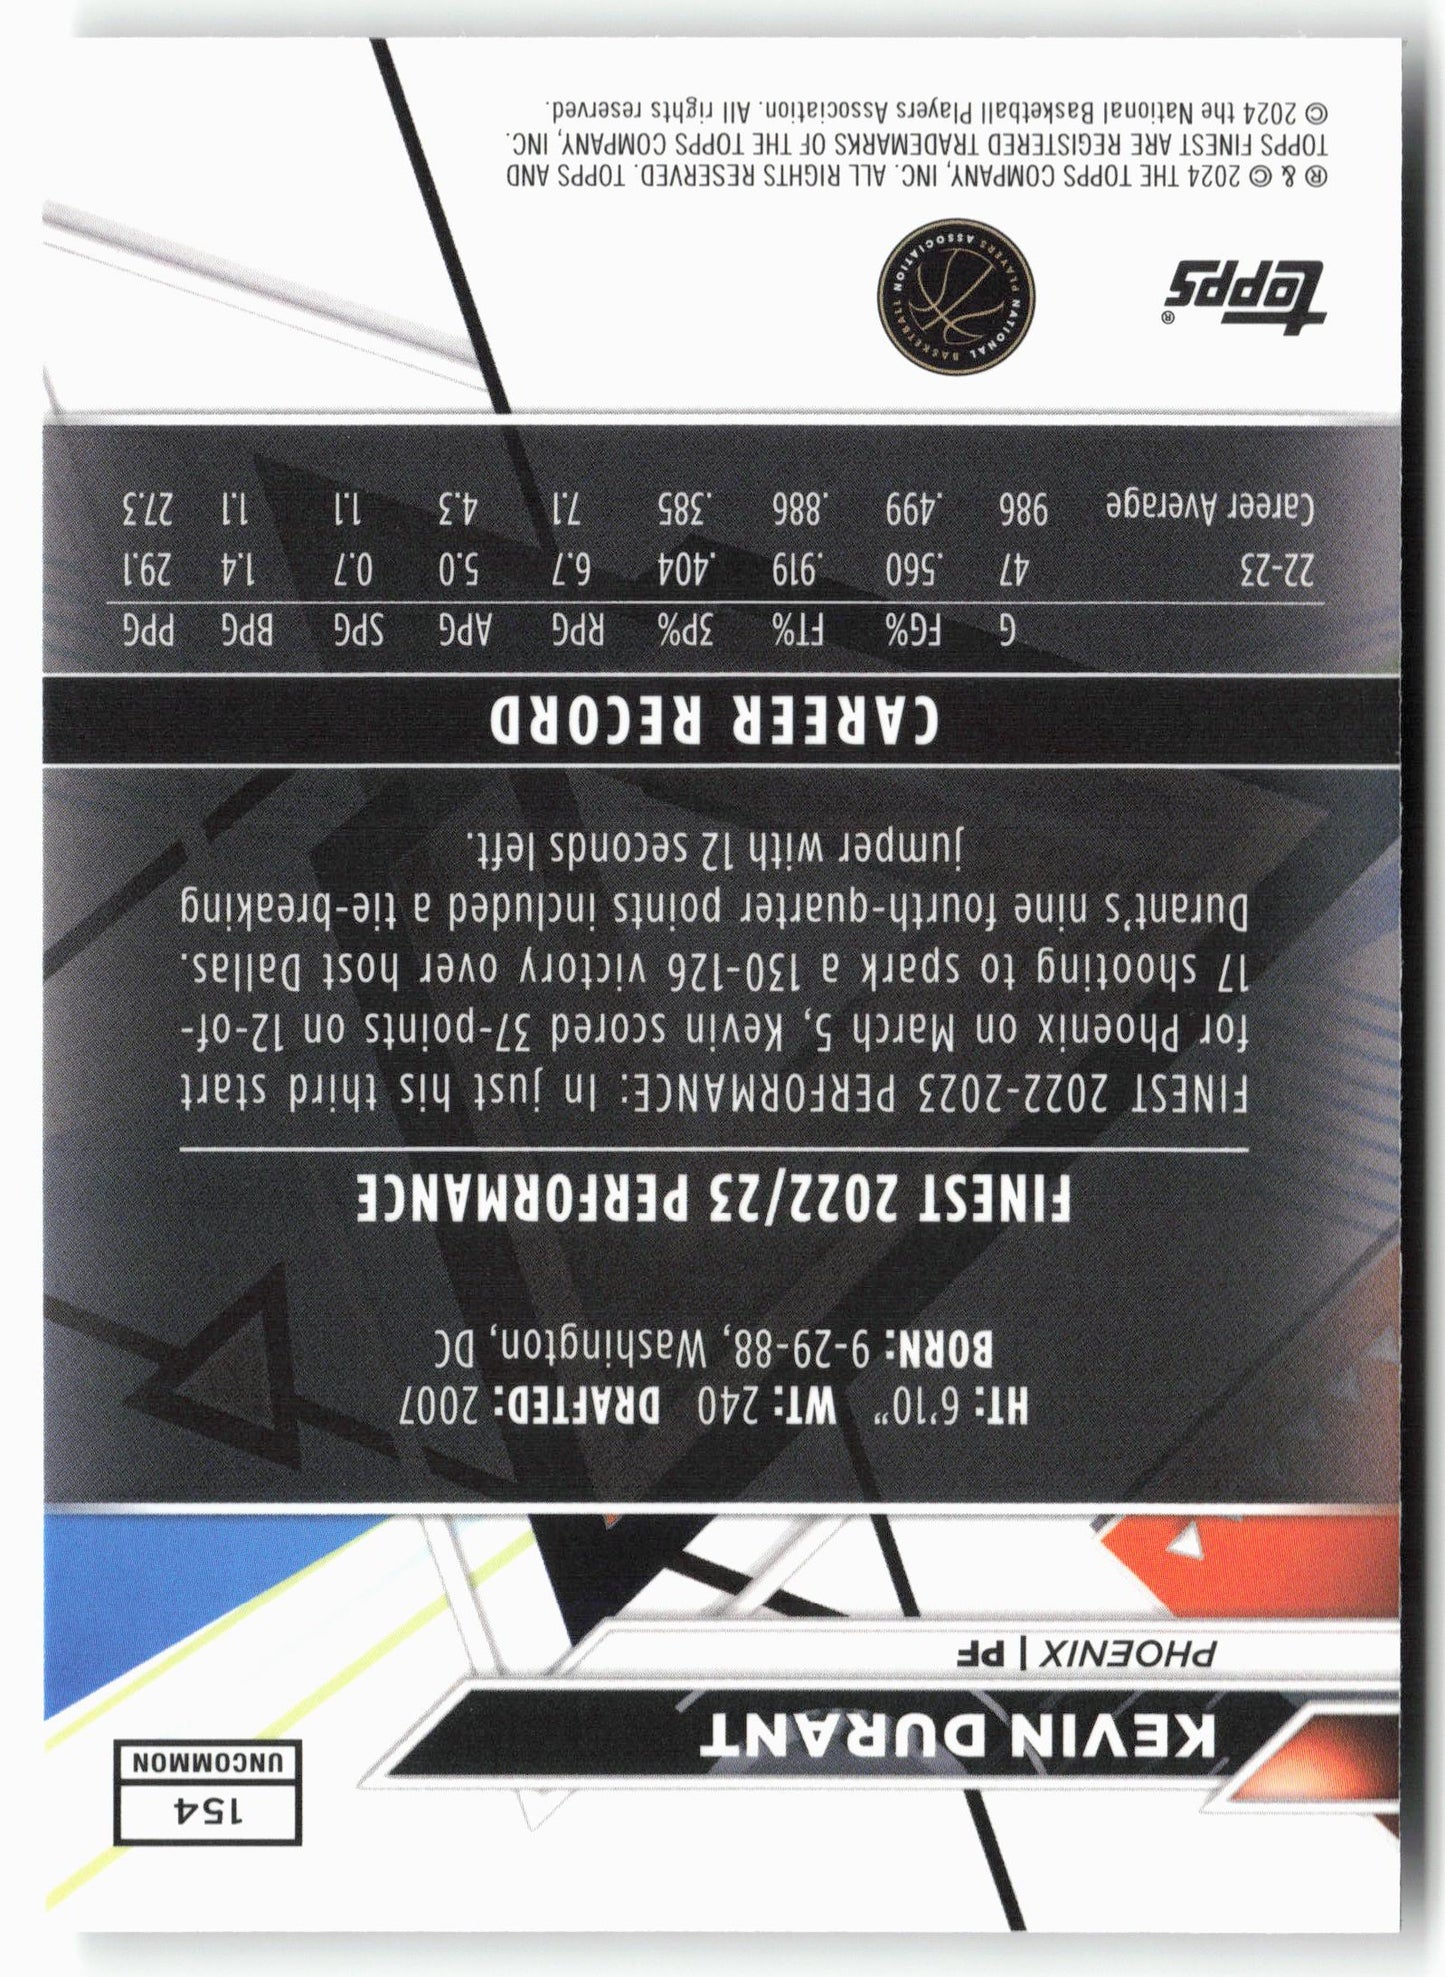 154
UNCOMMON
KEVIN DURANT
PHOENIX | PF
HT: 6'10" WT: 240 DRAFTED: 2007
BORN: 9-29-88, Washington, DC
FINEST 2022/23 PERFORMANCE
FINEST 2022-2023 PERFORMANCE: In just his third start
for Phoenix on March 5, Kevin scored 37-points on 12-of-
17 shooting to spark a 130-126 victory over host Dallas.
Durant's nine fourth-quarter points included a tie-breaking
jumper with 12 seconds left.
CAREER RECORD
G FG% FT% 3P% RPG APG SPG BPG PPG
22-23 47 .560 .919 .404 6.7 5.0 0.7 1.4 29.1
Career Average 986 .499 .886 .385 7.1 4.3 1.1 1.1 27.3
topps®
NATIONAL BASKETBALL PLAYERS ASSOCIATION
® & © 2024 THE TOPPS COMPANY, INC. ALL RIGHTS RESERVED. TOPPS AND
TOPPS FINEST ARE REGISTERED TRADEMARKS OF THE TOPPS COMPANY, INC.
© 2024 the National Basketball Players Association. All rights reserved.